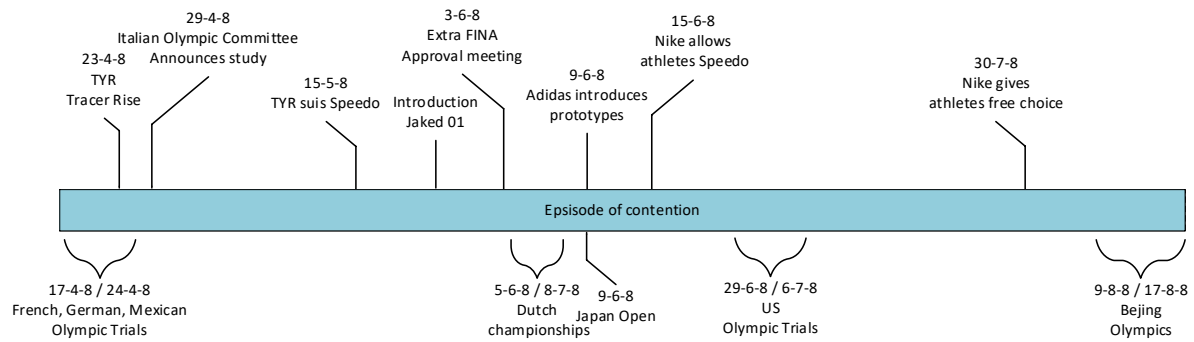 23-4-8
TYR
Tracer Rise
29-4-8
Italian Olympic Committee
Announces study
15-5-8
TYR suis Speedo
Introduction
Jaked 01
3-6-8
Extra FINA
Approval meeting
9-6-8
Adidas introduces
prototypes
15-6-8
Nike allows
athletes Speedo
30-7-8
Nike gives
athletes free choice
Epsisode of contention
17-4-8 / 24-4-8
French, German, Mexican
Olympic Trials
5-6-8 / 8-7-8
Dutch
championships
9-6-8
Japan Open
29-6-8 / 6-7-8
US
Olympic Trials
9-8-8 / 17-8-8
Bejing
Olympics